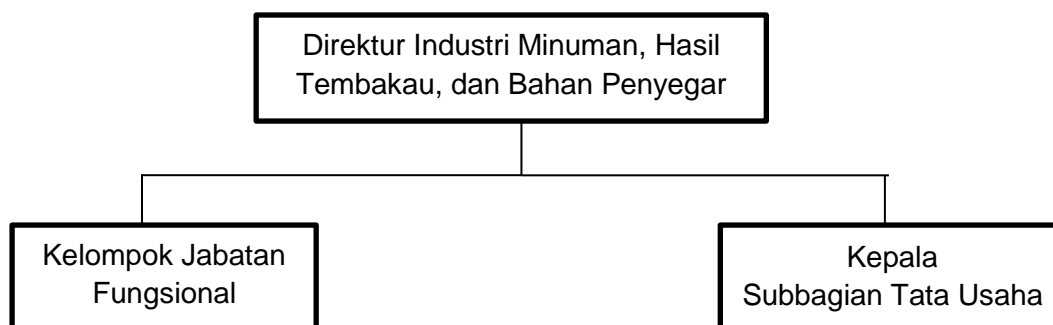 Direktur Industri Minuman, Hasil
Tembakau, dan Bahan Penyegar
Kelompok Jabatan
Fungsional
Kepala
Subbagian Tata Usaha